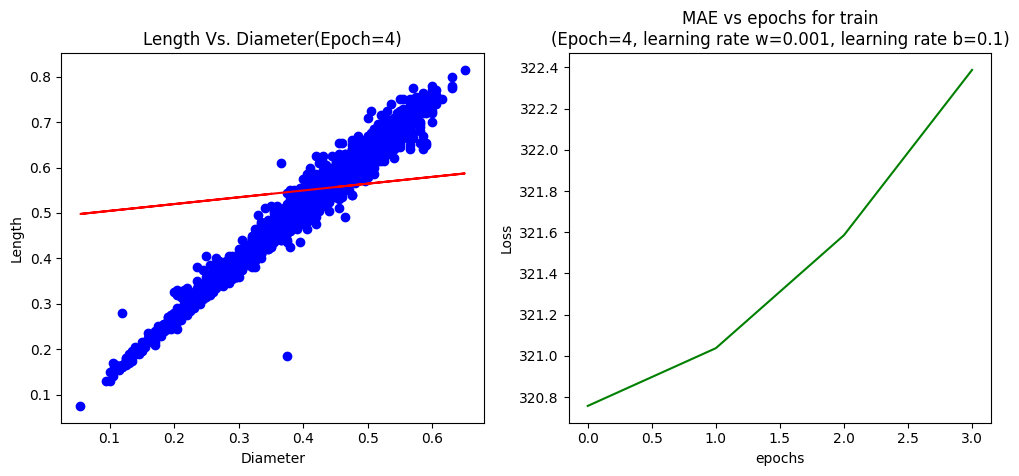 Length Vs. Diameter(Epoch=4)
Length
0.8
0.7
0.6
0.5
0.4
0.3
0.2
0.1
0.1 0.2 0.3 0.4 0.5 0.6
Diameter
MAE vs epochs for train
(Epoch=4, learning rate w=0.001, learning rate b=0.1)
Loss
322.4
322.2
322.0
321.8
321.6
321.4
321.2
321.0
320.8
0.0 0.5 1.0 1.5 2.0 2.5 3.0
epochs